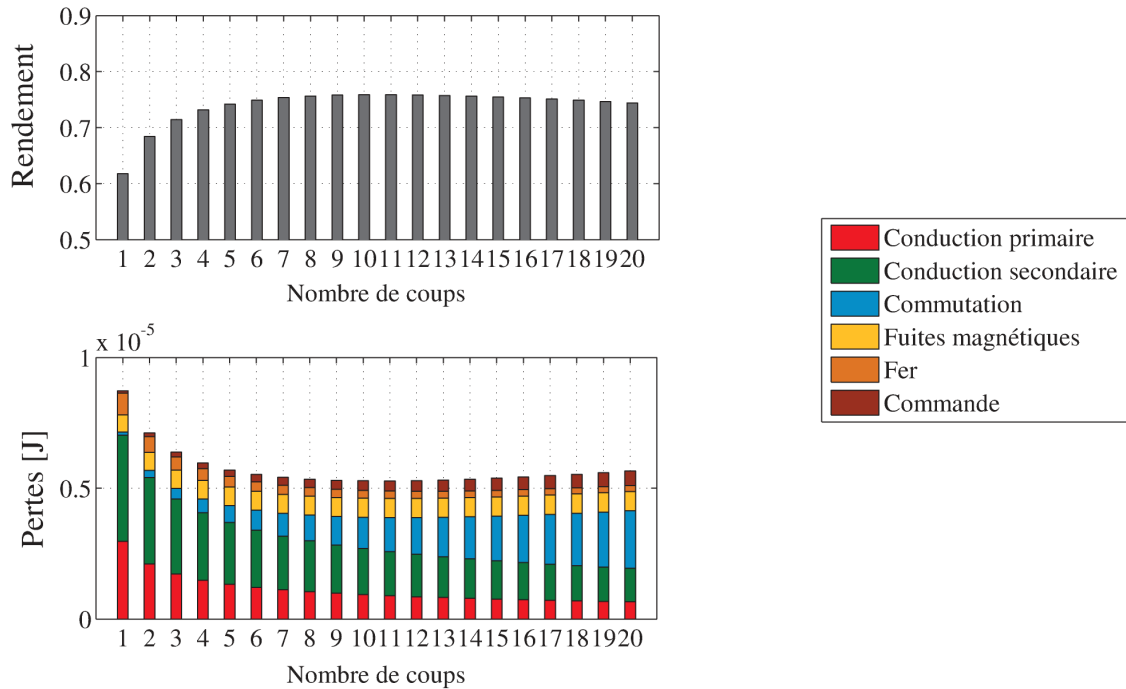 Rendement
0.9
0.8
0.7
0.6
0.5
1 2 3 4 5 6 7 8 9 10 11 12 13 14 15 16 17 18 19 20
Nombre de coups
Pertes [J]
1 x 10-5
0.5
0
1 2 3 4 5 6 7 8 9 10 11 12 13 14 15 16 17 18 19 20
Nombre de coups
Conduction primaire
Conduction secondaire
Commutation
Fuites magnétiques
Fer
Commande